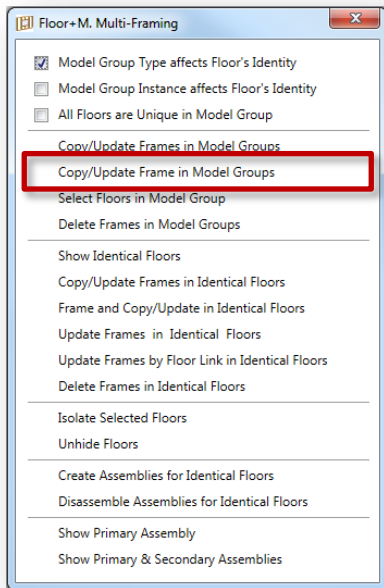 Floor+M. Multi-Framing
Model Group Type affects Floor's Identity
Model Group Instance affects Floor's Identity
All Floors are Unique in Model Group
Copy/Update Frames in Model Groups
Copy/Update Frame in Model Groups
Select Floors in Model Group
Delete Frames in Model Groups
Show Identical Floors
Copy/Update Frames in Identical Floors
Frame and Copy/Update in Identical Floors
Update Frames in Identical Floors
Update Frames by Floor Link in Identical Floors
Delete Frames in Identical Floors
Isolate Selected Floors
Unhide Floors
Create Assemblies for Identical Floors
Disassemble Assemblies for Identical Floors
Show Primary Assembly
Show Primary & Secondary Assemblies